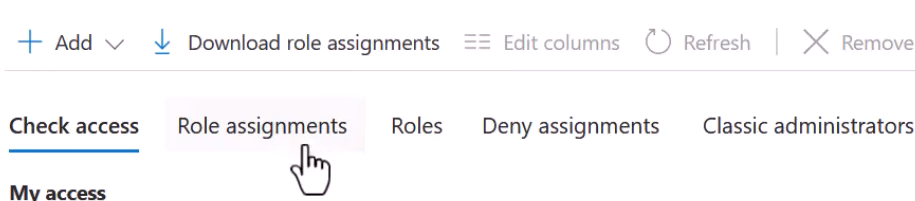 Add Download role assignments Edit columns Refresh Remove
Check access Role assignments Roles Deny assignments Classic administrators
My access